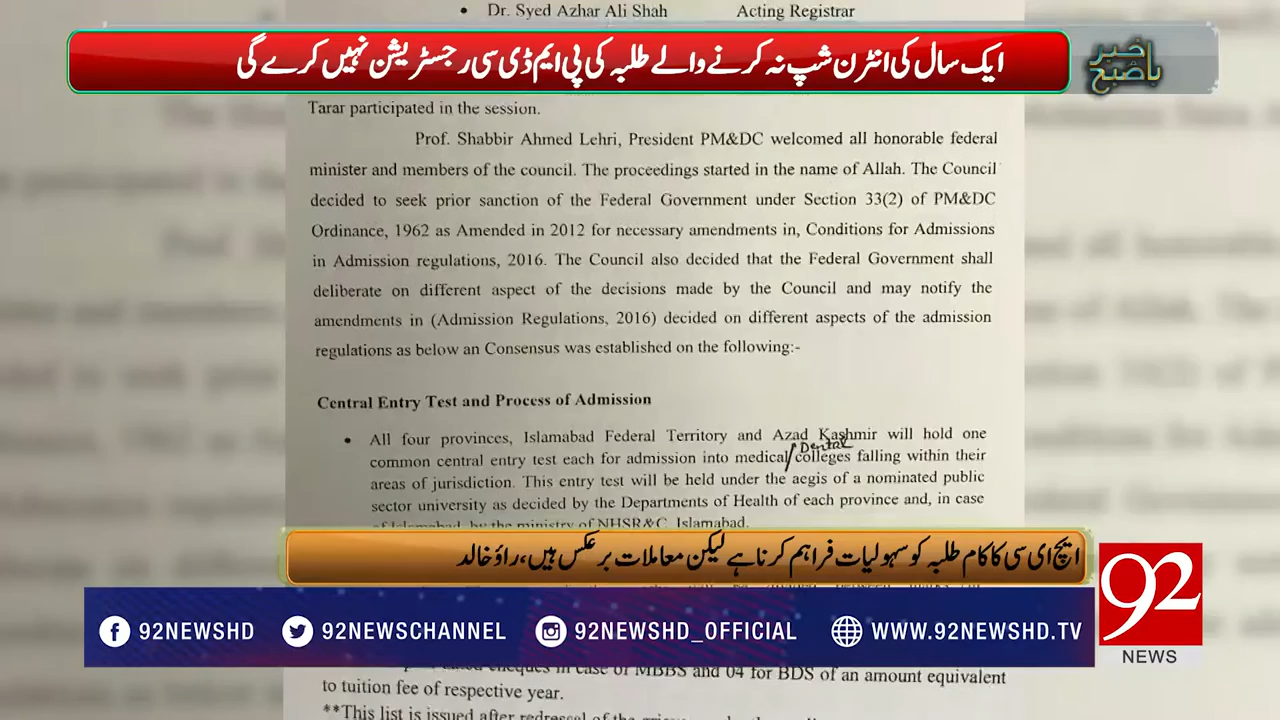 • Dr. Syed Azhar Ali Shah Acting Registrar
ایک سال کی انٹرن شپ نہ کرنے والے طلبہ کی پی ایم ڈی سی رجسٹریشن نہیں کرے گی
باخبر صبح
Tarar participated in the session.
Prof. Shabbir Ahmed Lehri, President PM&DC welcomed all honorable federal
minister and members of the council. The proceedings started in the name of Allah. The Council
decided to seek prior sanction of the Federal Government under Section 33(2) of PM&DC
Ordinance, 1962 as Amended in 2012 for necessary amendments in, Conditions for Admissions
in Admission regulations, 2016. The Council also decided that the Federal Government shall
deliberate on different aspect of the decisions made by the Council and may notify the
amendments in (Admission Regulations, 2016) decided on different aspects of the admission
regulations as below an Consensus was established on the following:-
Central Entry Test and Process of Admission
• All four provinces, Islamabad Federal Territory and Azad Kashmir will hold one
common central entry test each for admission into medical/Dental colleges falling within their
areas of jurisdiction. This entry test will be held under the aegis of a nominated public
sector university as decided by the Departments of Health of each province and, in case
of Islamabad, by the ministry of NHSR&C, Islamabad.
ایچ ای سی کا کام طلبہ کو سہولیات فراہم کرنا ہے لیکن معاملات برعکس ہیں، راؤ خالد
92NEWSHD 92NEWSCHANNEL 92NEWSHD_OFFICIAL WWW.92NEWSHD.TV
92
NEWS
cheques in case of MBBS and 04 for BDS of an amount equivalent
to tuition fee of respective year.
**This list is issued after redressal of the